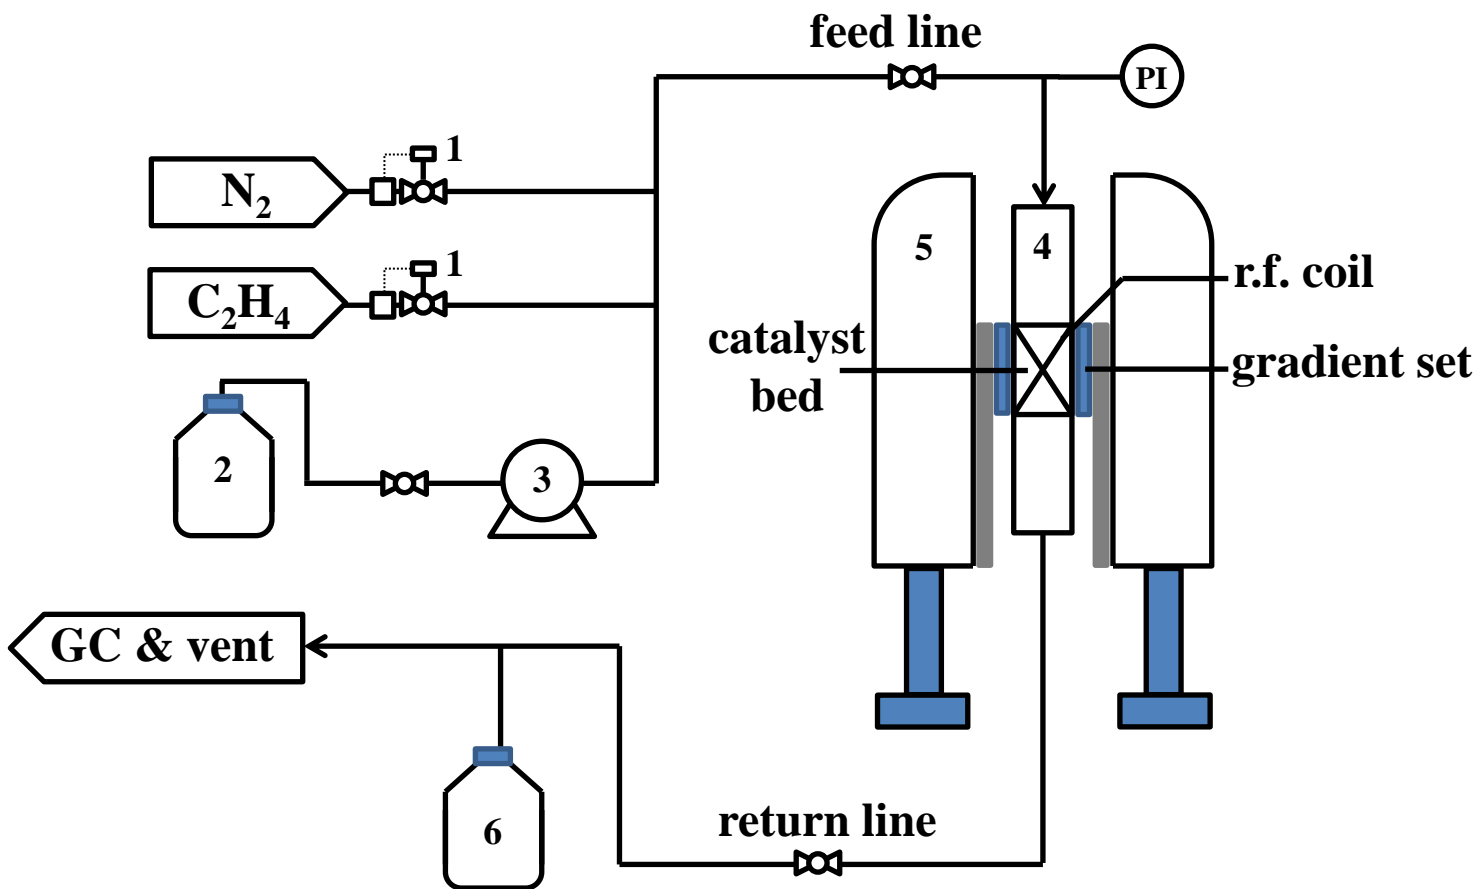 feed line
PI
1
N₂
5
4
1
r.f. coil
C₂H₄
catalyst
bed
gradient set
2
3
GC & vent
6
return line